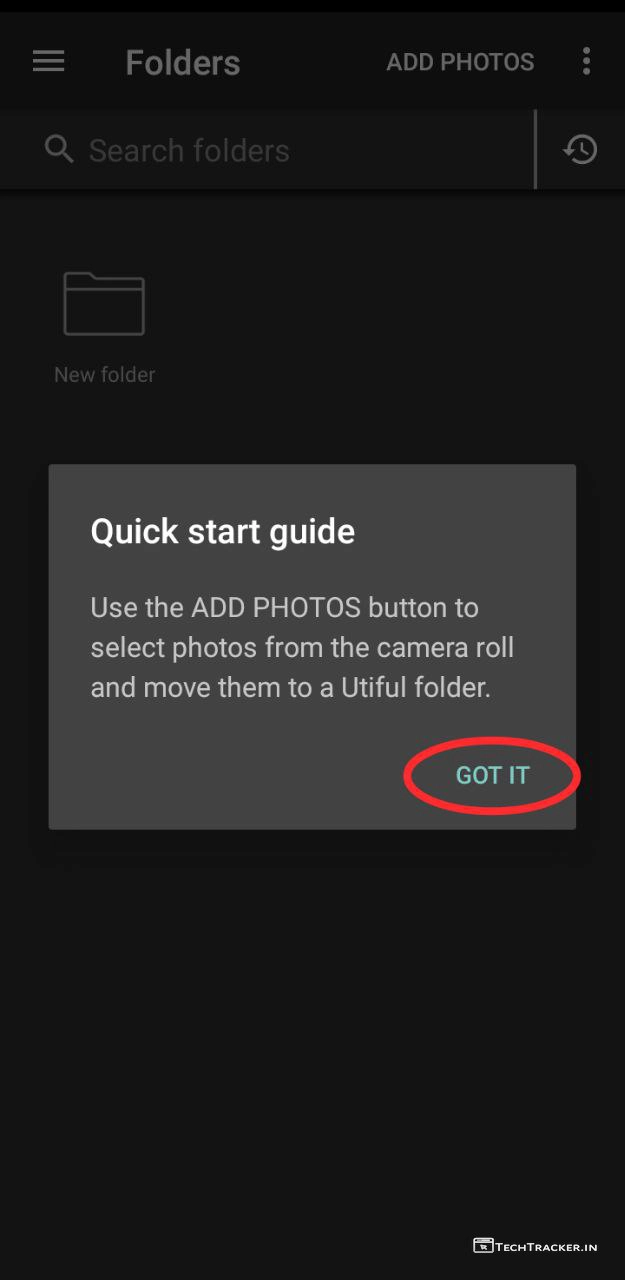 Folders
ADD PHOTOS
Search folders
New folder
Quick start guide
Use the ADD PHOTOS button to
select photos from the camera roll
and move them to a Utiful folder.
GOT IT
TECHTRACKER.IN